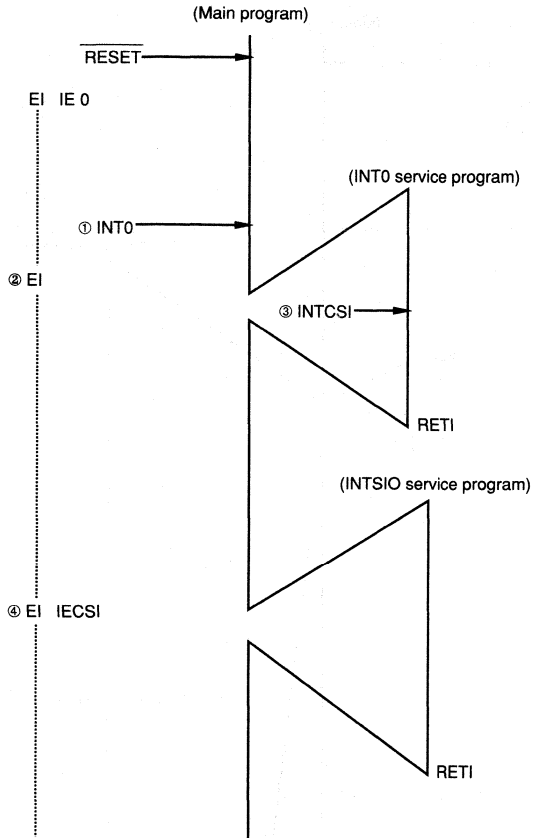 (Main program)
RESET
EI IE 0
(INT0 service program)
① INT0
② EI
③ INTCSI
RETI
(INTSIO service program)
④ EI IECSI
RETI